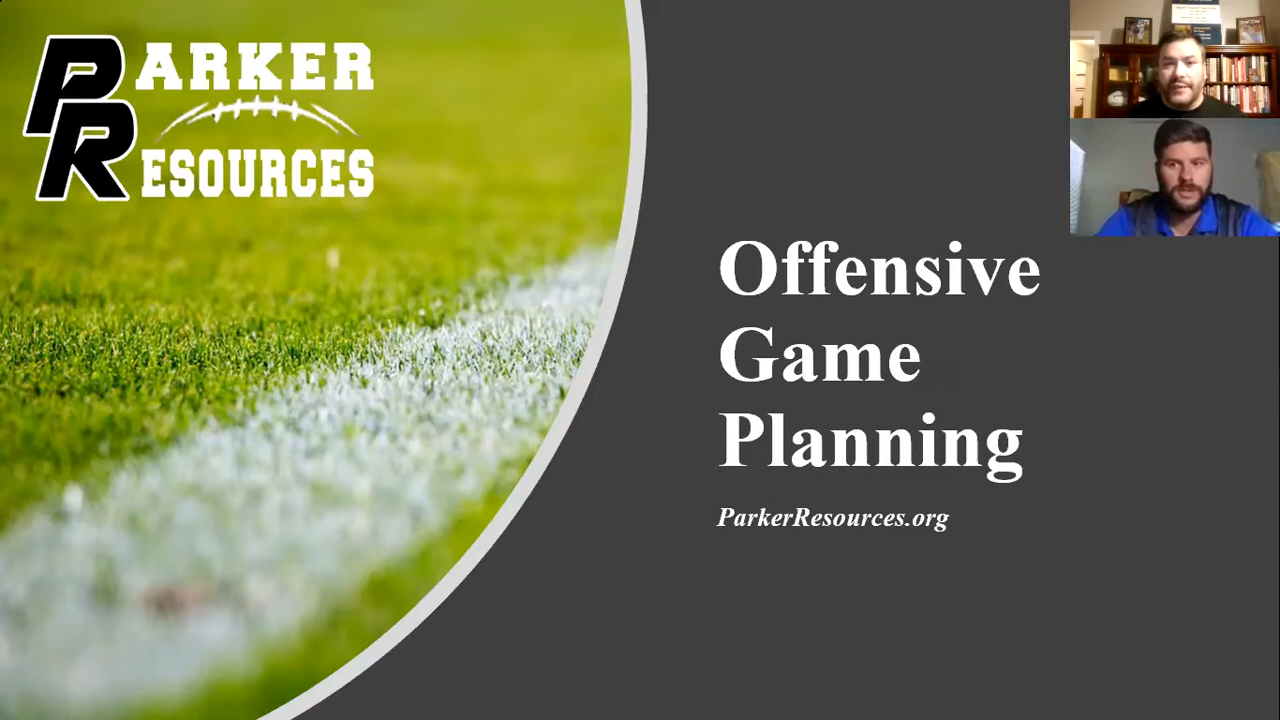 PARKER
RESOURCES
Offensive
Game
Planning
ParkerResources.org